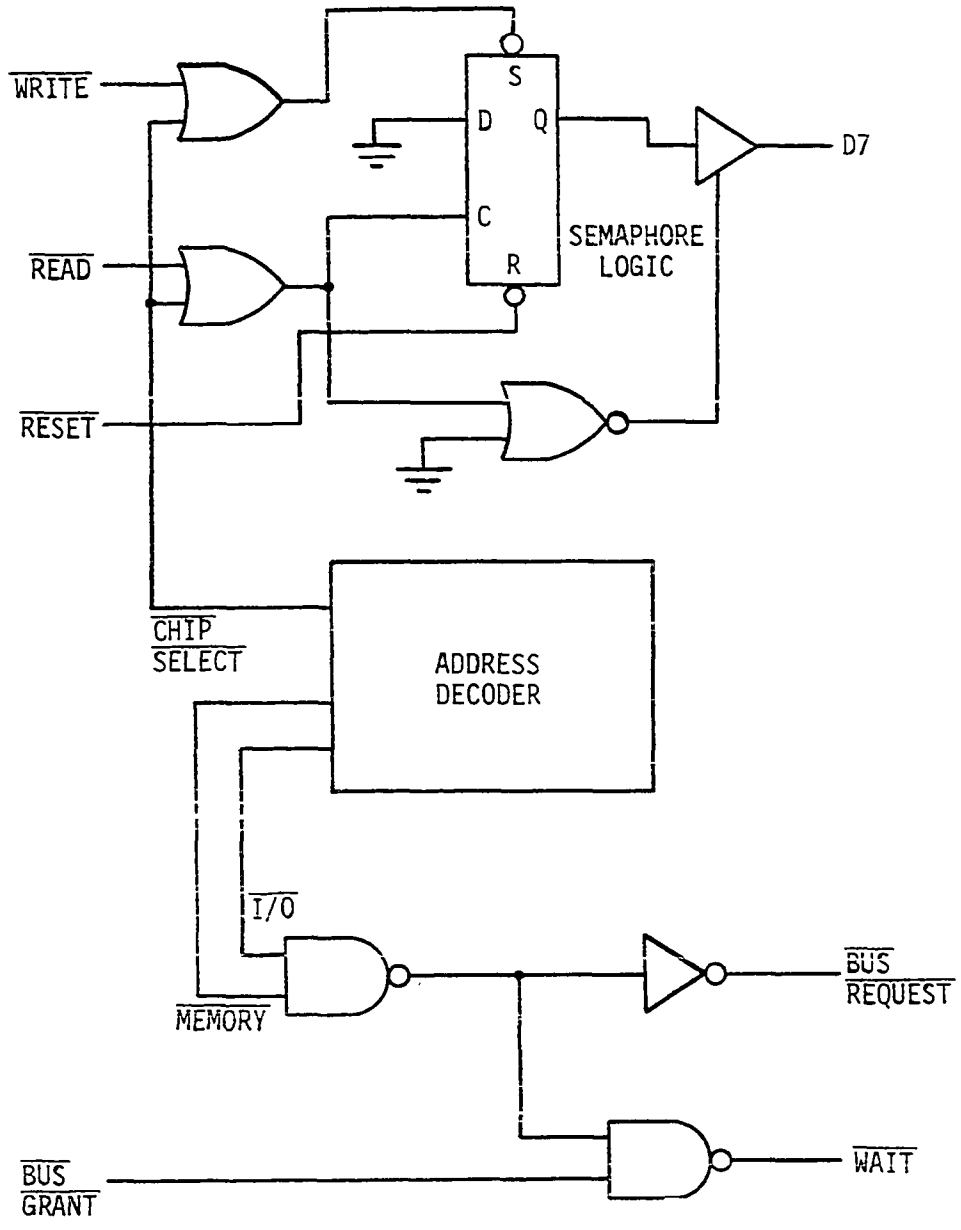 WRITE
S
D Q
D7
C
SEMAPHORE
LOGIC
READ
R
RESET
CHIP
SELECT
ADDRESS
DECODER
I/O
MEMORY
BUS
REQUEST
WAIT
BUS
GRANT